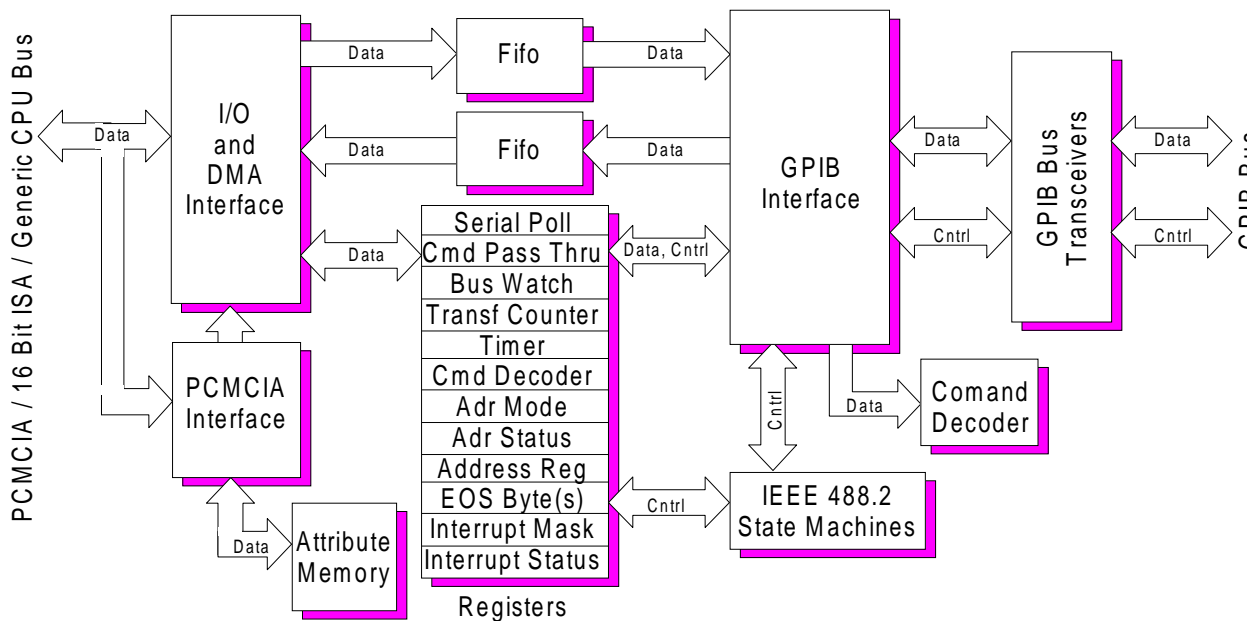 PCMCIA / 16 Bit ISA / Generic CPU Bus
Data
I/O
and
DMA
Interface
Data
Fifo
Data
Data
Fifo
Data
Data
PCMCIA
Interface
Data
Attribute
Memory
Serial Poll
Cmd Pass Thru
Bus Watch
Transf Counter
Timer
Cmd Decoder
Adr Mode
Adr Status
Address Reg
EOS Byte(s)
Interrupt Mask
Interrupt Status
Registers
Data, Cntrl
Cntrl
GPIB
Interface
Cntrl
Data
Comand
Decoder
IEEE 488.2
State Machines
Data
Cntrl
GPIB Bus
Transceivers
Data
Cntrl
GPIB Bus